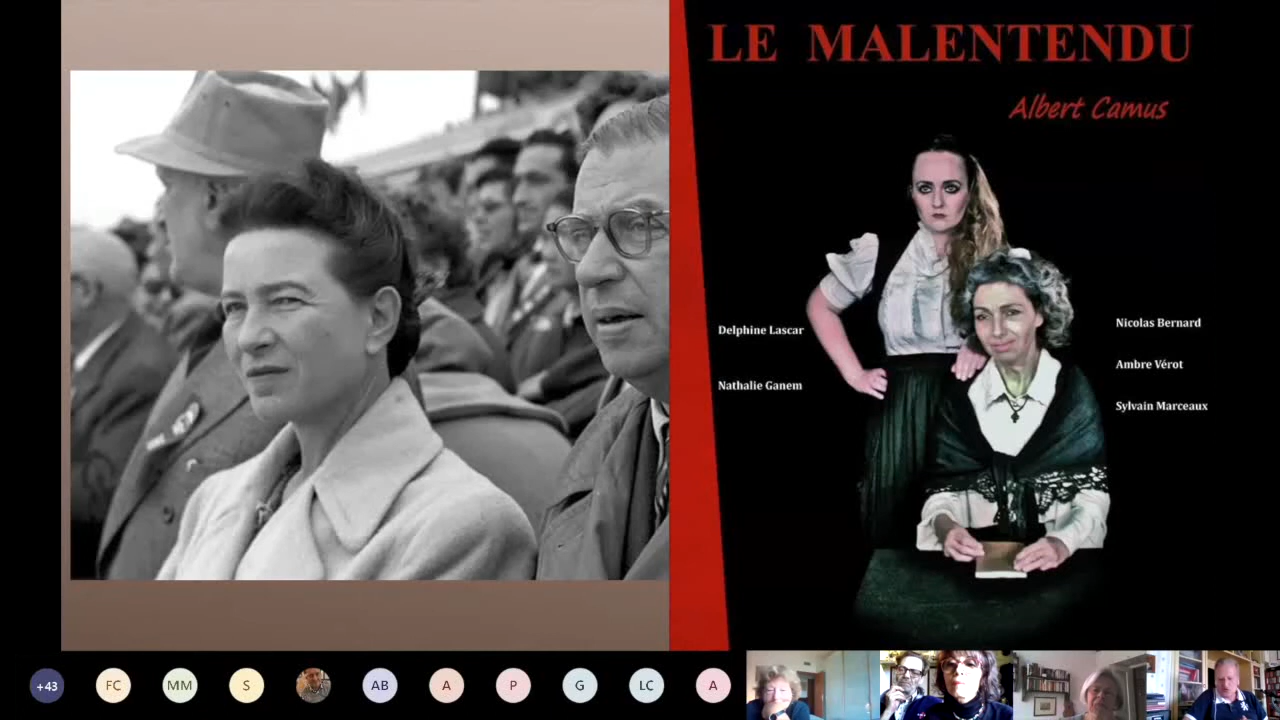 LE MALENTENDU
Albert Camus
Delphine Lascar
Nathalie Ganem
Nicolas Bernard
Ambre Vérot
Sylvain Marceaux
+43
FC
MM
S
AB
A
P
G
LC
A